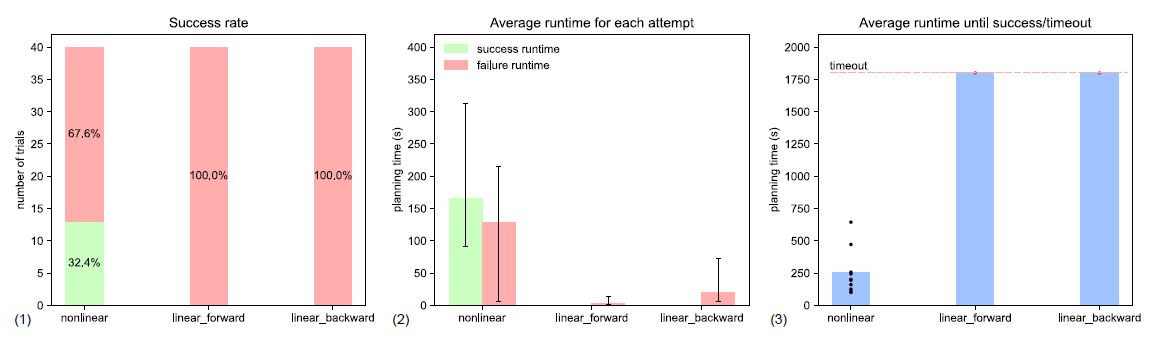 Success rate
number of trials
40
35
30
25
20
15
10
5
0
67,6%
32,4%
100,0%
100,0%
nonlinear
linear_forward
linear_backward
(1)
Average runtime for each attempt
planning time (s)
400
350
300
250
200
150
100
50
0
success runtime
failure runtime
nonlinear
linear_forward
linear_backward
(2)
Average runtime until success/timeout
planning time (s)
2000
1750
1500
1250
1000
750
500
250
0
timeout
nonlinear
linear_forward
linear_backward
(3)